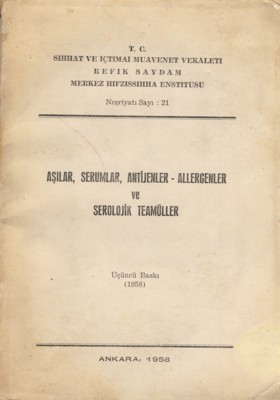 T. C.
SIHHAT VE İÇTİMAİ MUAVENET VEKALETİ
REFİK SAYDAM
MERKEZ HIFZISSIHHA ENSTİTÜSÜ
Neşriyatı Sayı : 21
AŞILAR, SERUMLAR, ANTİJENLER - ALLERGENLER
ve
SEROLOJİK TEAMÜLLER
Üçüncü Baskı
(1958)
ANKARA, 1958